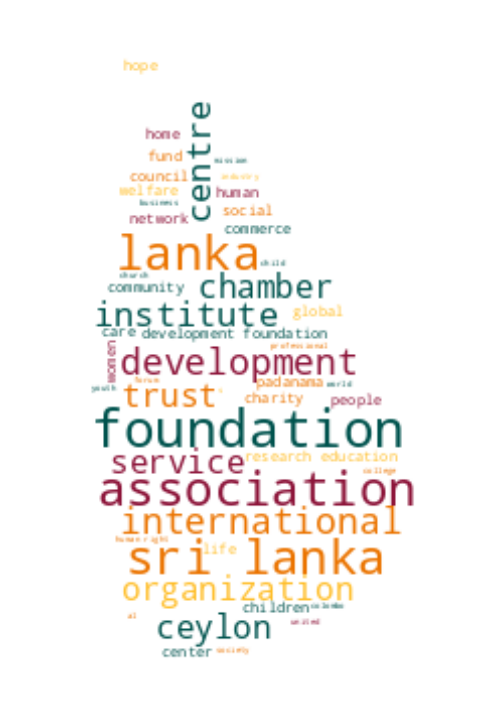 hope
centre
home
fund
mission
council
industry
welfare
human
business
social
network
commerce
lanka
child
church
community chamber
institute global
care development foundation
professional
women
development
forum
padanama world
youth
trust
charity people
foundation
service research education
college
association
international
human right
sri lanka
life
organization
children colombo
al
ceylon united
center society